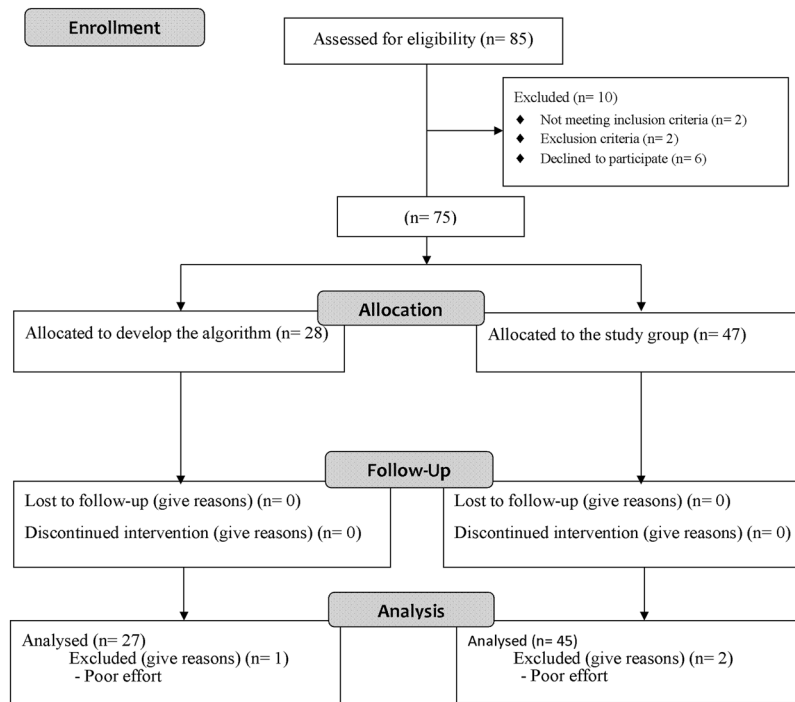 Enrollment
Assessed for eligibility (n= 85)
Excluded (n= 10)
♦ Not meeting inclusion criteria (n= 2)
♦ Exclusion criteria (n= 2)
♦ Declined to participate (n= 6)
(n= 75)
Allocation
Allocated to develop the algorithm (n= 28)
Allocated to the study group (n= 47)
Follow-Up
Lost to follow-up (give reasons) (n= 0)
Discontinued intervention (give reasons) (n= 0)
Lost to follow-up (give reasons) (n= 0)
Discontinued intervention (give reasons) (n= 0)
Analysis
Analysed (n= 27)
Excluded (give reasons) (n= 1)
- Poor effort
Analysed (n= 45)
Excluded (give reasons) (n= 2)
- Poor effort